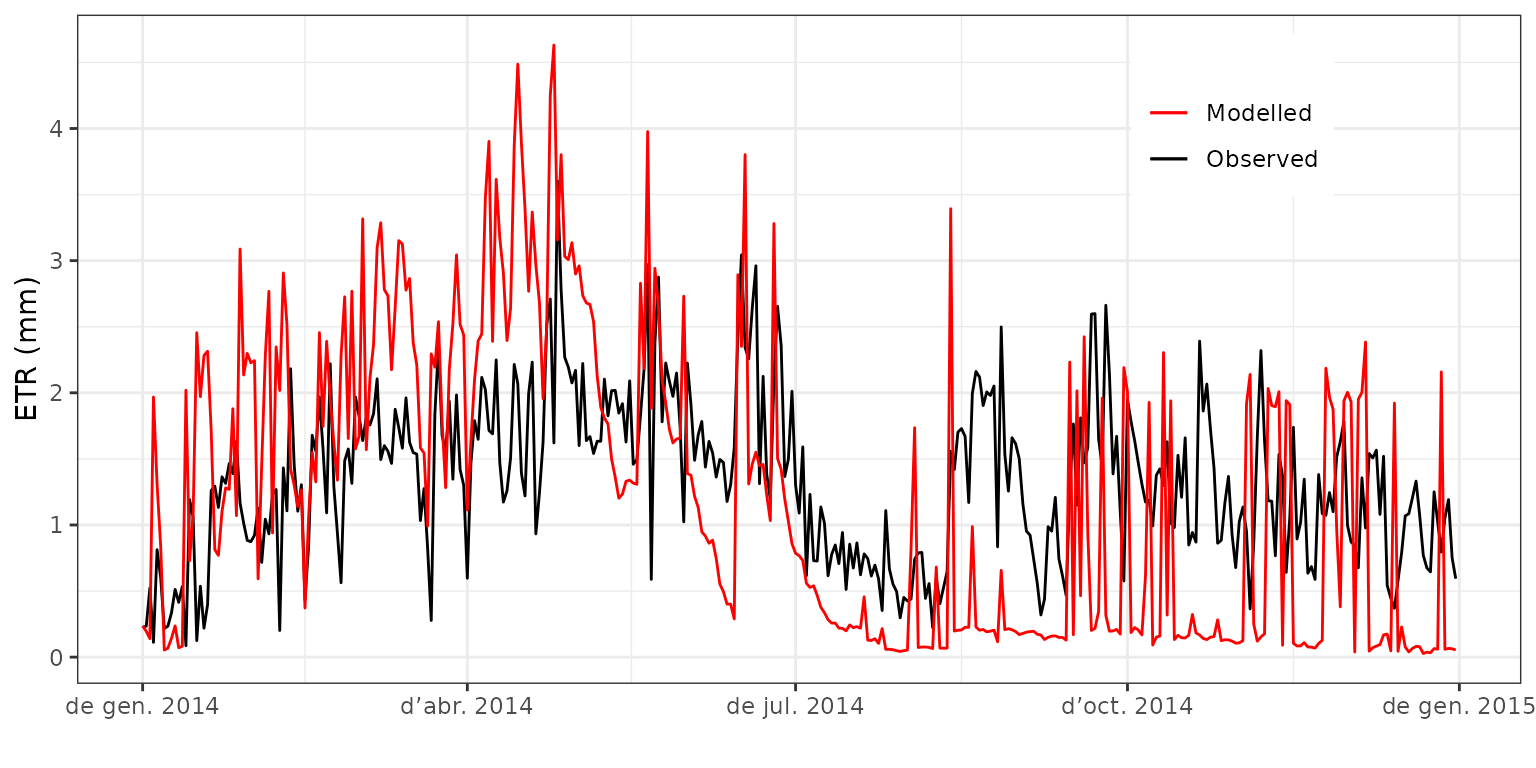 ETR (mm)
4
3
2
1
0
Modelled
Observed
de gen. 2014
d’abr. 2014
de jul. 2014
d’oct. 2014
de gen. 2015